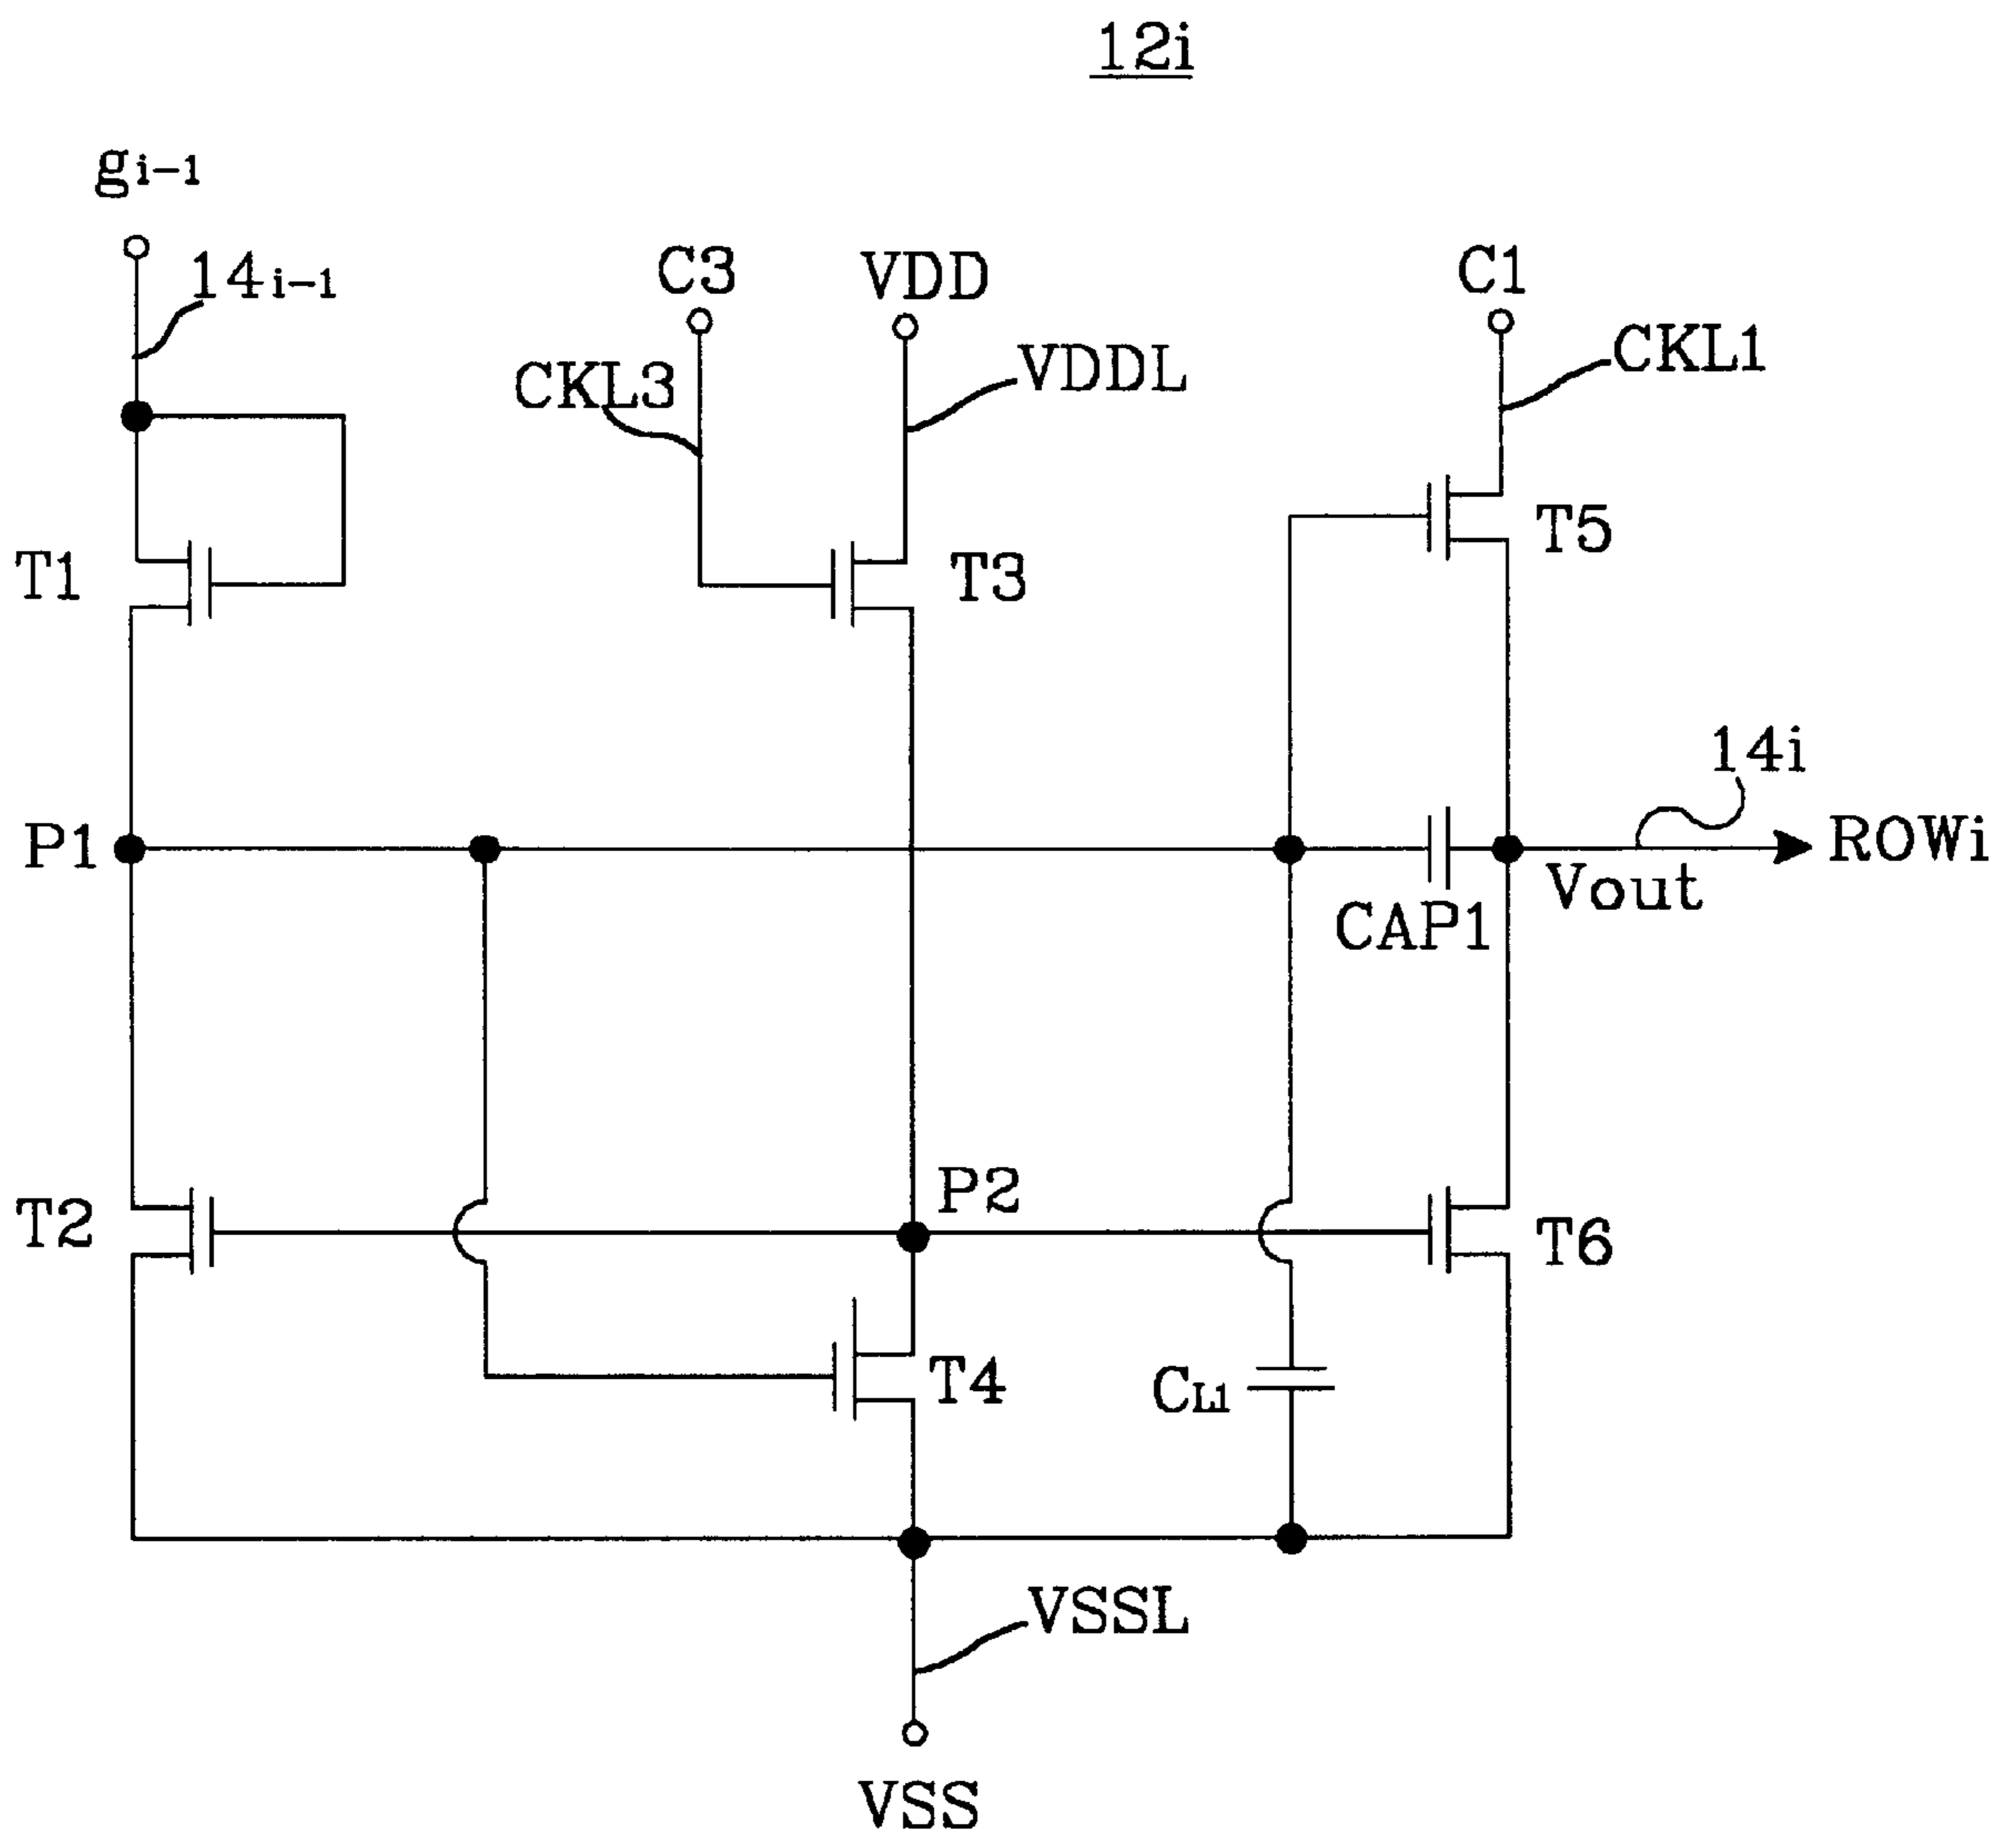 12i
gi-1
14i-1
C3
VDD
C1
CKL3
VDDL
CKL1
T1
T3
T5
P1
14i
ROWi
Vout
CAP1
T2
P2
T6
T4
CL1
VSSL
VSS